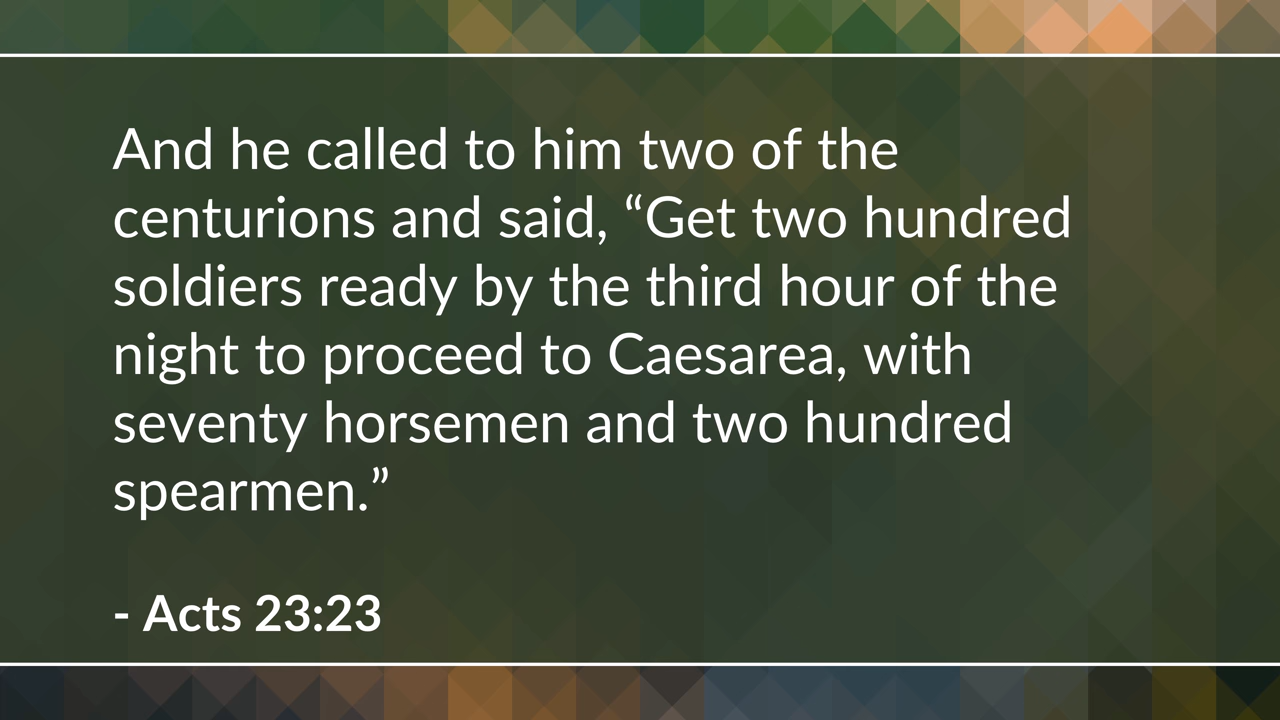 And he called to him two of the
centurions and said, “Get two hundred
soldiers ready by the third hour of the
night to proceed to Caesarea, with
seventy horsemen and two hundred
spearmen.”
- Acts 23:23